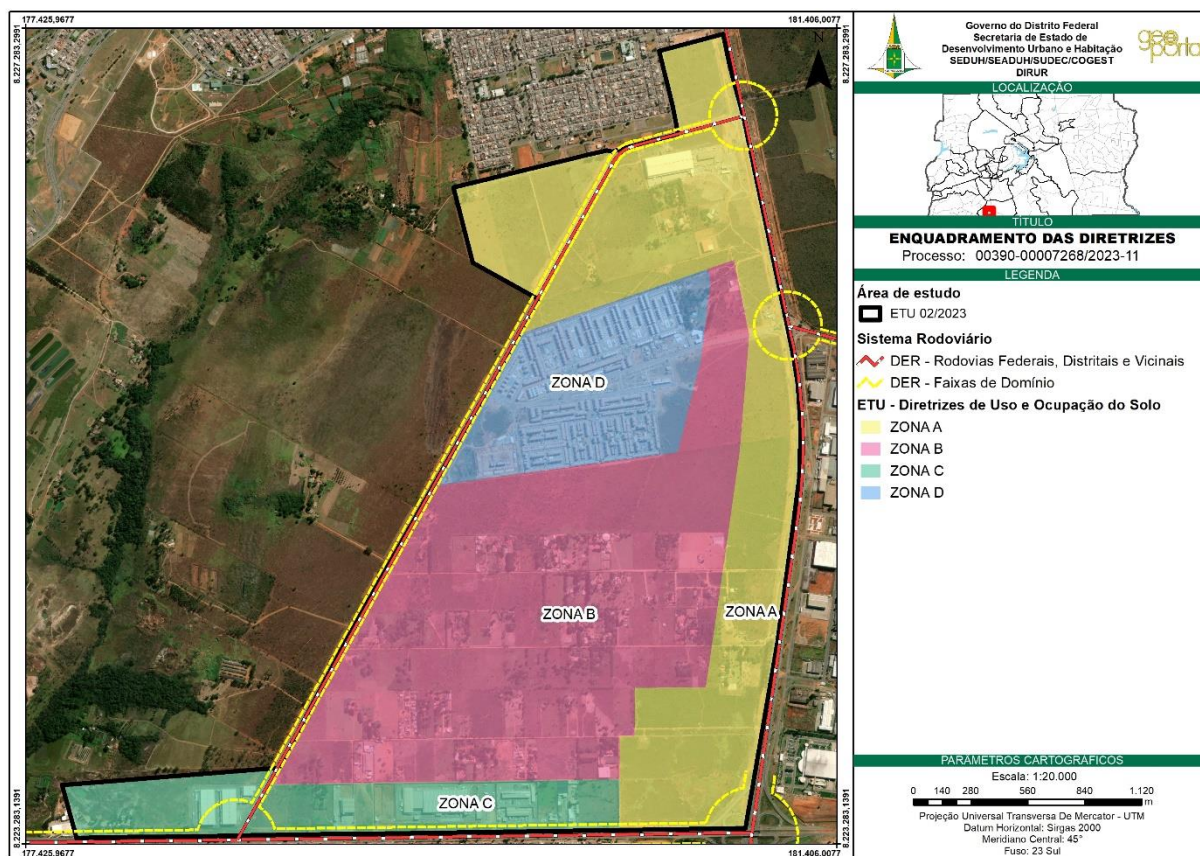 177.425,9677
181.406,0077
8.227.283,2991
8.227.283,2991
N
ZONA D
ZONA B
ZONA A
ZONA C
8.223.283,1391
8.223.283,1391
177.425,9677
181.406,0077
Governo do Distrito Federal
Secretaria de Estado de
Desenvolvimento Urbano e Habitação
SEDUH/SEADUH/SUDEC/COGEST
DIRUR
geo
portal
LOCALIZAÇÃO
TÍTULO
ENQUADRAMENTO DAS DIRETRIZES
Processo: 00390-00007268/2023-11
LEGENDA
Área de estudo
ETU 02/2023
Sistema Rodoviário
DER - Rodovias Federais, Distritais e Vicinais
DER - Faixas de Domínio
ETU - Diretrizes de Uso e Ocupação do Solo
ZONA A
ZONA B
ZONA C
ZONA D
PARÂMETROS CARTOGRÁFICOS
Escala: 1:20.000
0 140 280 560 840 1.120
m
Projeção Universal Transversa De Mercator - UTM
Datum Horizontal: Sirgas 2000
Meridiano Central: 45°
Fuso: 23 Sul